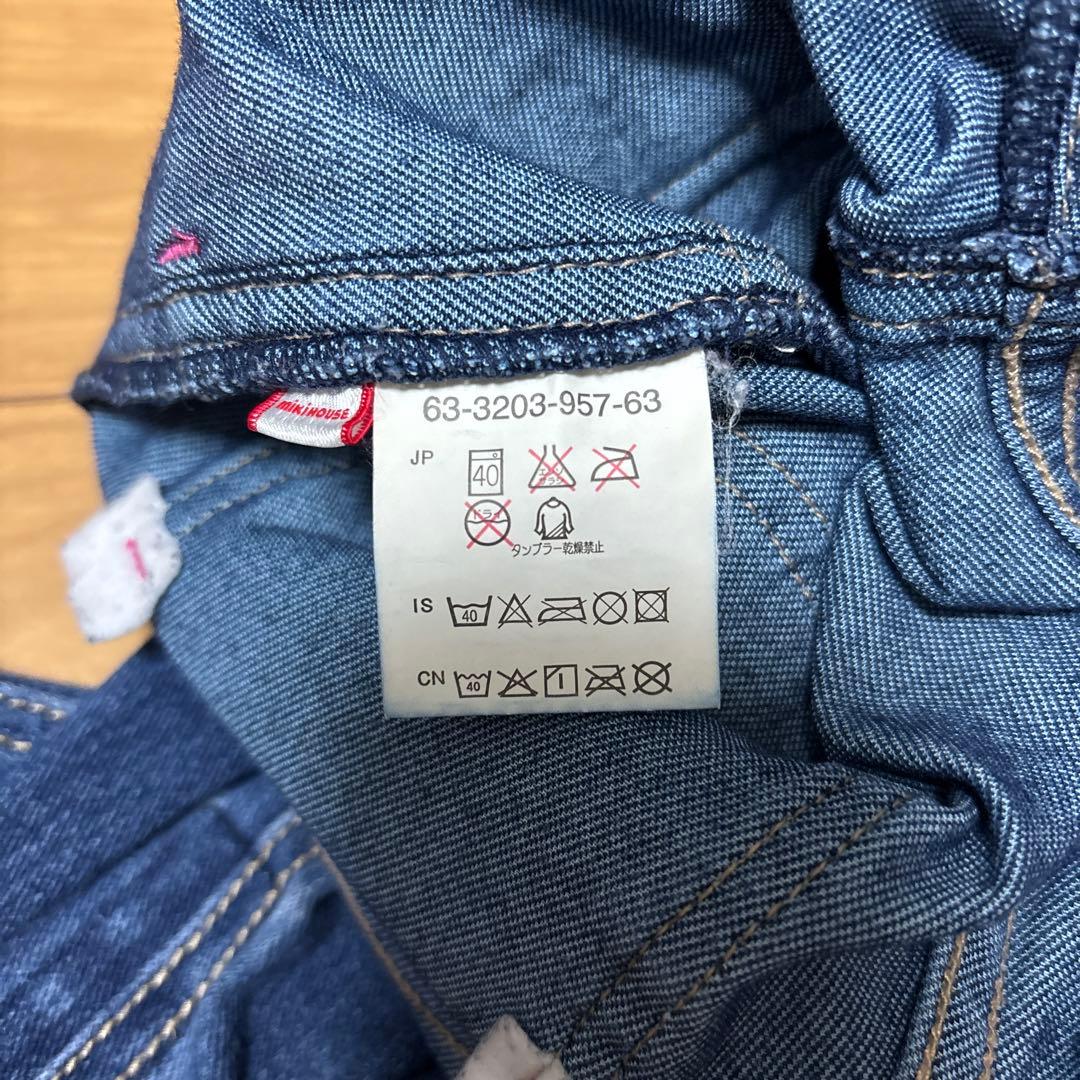 63-3203-957-63
miKiHOUSE
JP
40
エンソ
サラシ
ドライ
タンブラー乾燥禁止
IS
40
CN
40